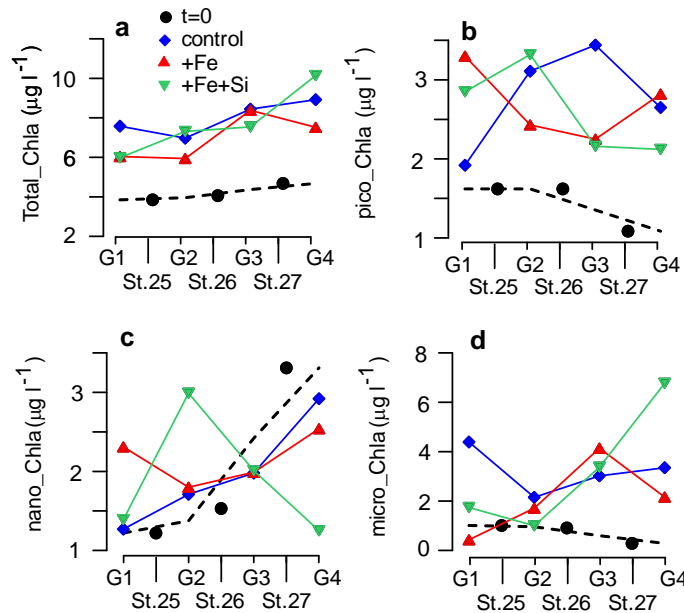 a
t=0
control
+Fe
+Fe+Si
Total_Chla (µg l⁻¹)
10
6
2
G1 G2 G3 G4
St.25 St.26 St.27
b
pico_Chla (µg l⁻¹)
3
2
1
G1 G2 G3 G4
St.25 St.26 St.27
c
nano_Chla (µg l⁻¹)
3
2
1
G1 G2 G3 G4
St.25 St.26 St.27
d
micro_Chla (µg l⁻¹)
8
6
4
2
0
G1 G2 G3 G4
St.25 St.26 St.27